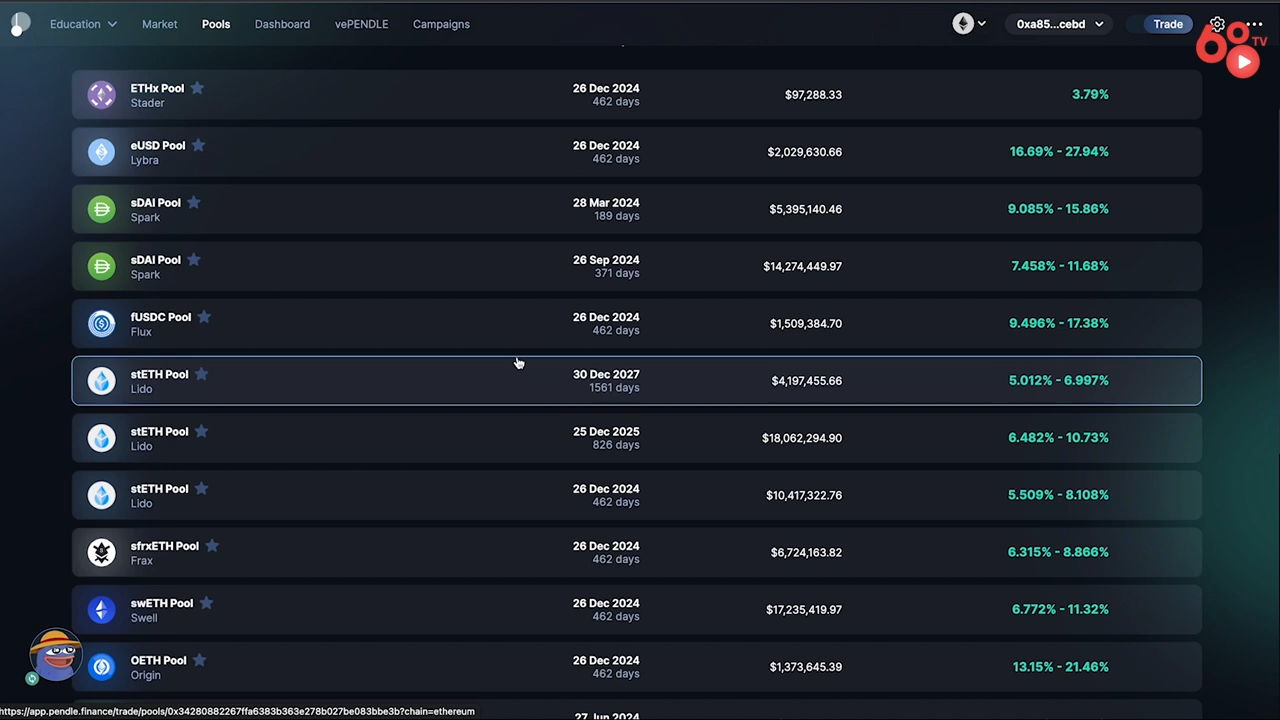 Education
Market
Pools
Dashboard
vePENDLE
Campaigns
0xa85...cebd
Trade
68
TV
ETHx Pool
Stader
26 Dec 2024
462 days
$97,288.33
3.79%
eUSD Pool
Lybra
26 Dec 2024
462 days
$2,029,630.66
16.69% - 27.94%
sDAI Pool
Spark
28 Mar 2024
189 days
$5,395,140.46
9.085% - 15.86%
sDAI Pool
Spark
26 Sep 2024
371 days
$14,274,449.97
7.458% - 11.68%
fUSDC Pool
Flux
26 Dec 2024
462 days
$1,509,384.70
9.496% - 17.38%
stETH Pool
Lido
30 Dec 2027
1561 days
$4,197,455.66
5.012% - 6.997%
stETH Pool
Lido
25 Dec 2025
826 days
$18,062,294.90
6.482% - 10.73%
stETH Pool
Lido
26 Dec 2024
462 days
$10,417,322.76
5.509% - 8.108%
sfrxETH Pool
Frax
26 Dec 2024
462 days
$6,724,163.82
6.315% - 8.866%
swETH Pool
Swell
26 Dec 2024
462 days
$17,235,419.97
6.772% - 11.32%
OETH Pool
Origin
26 Dec 2024
462 days
$1,373,645.39
13.15% - 21.46%
27 Jun 2024
https://app.pendle.finance/trade/pools/0x34280882267ffa6383b363e278b027be083bbe3b?chain=ethereum